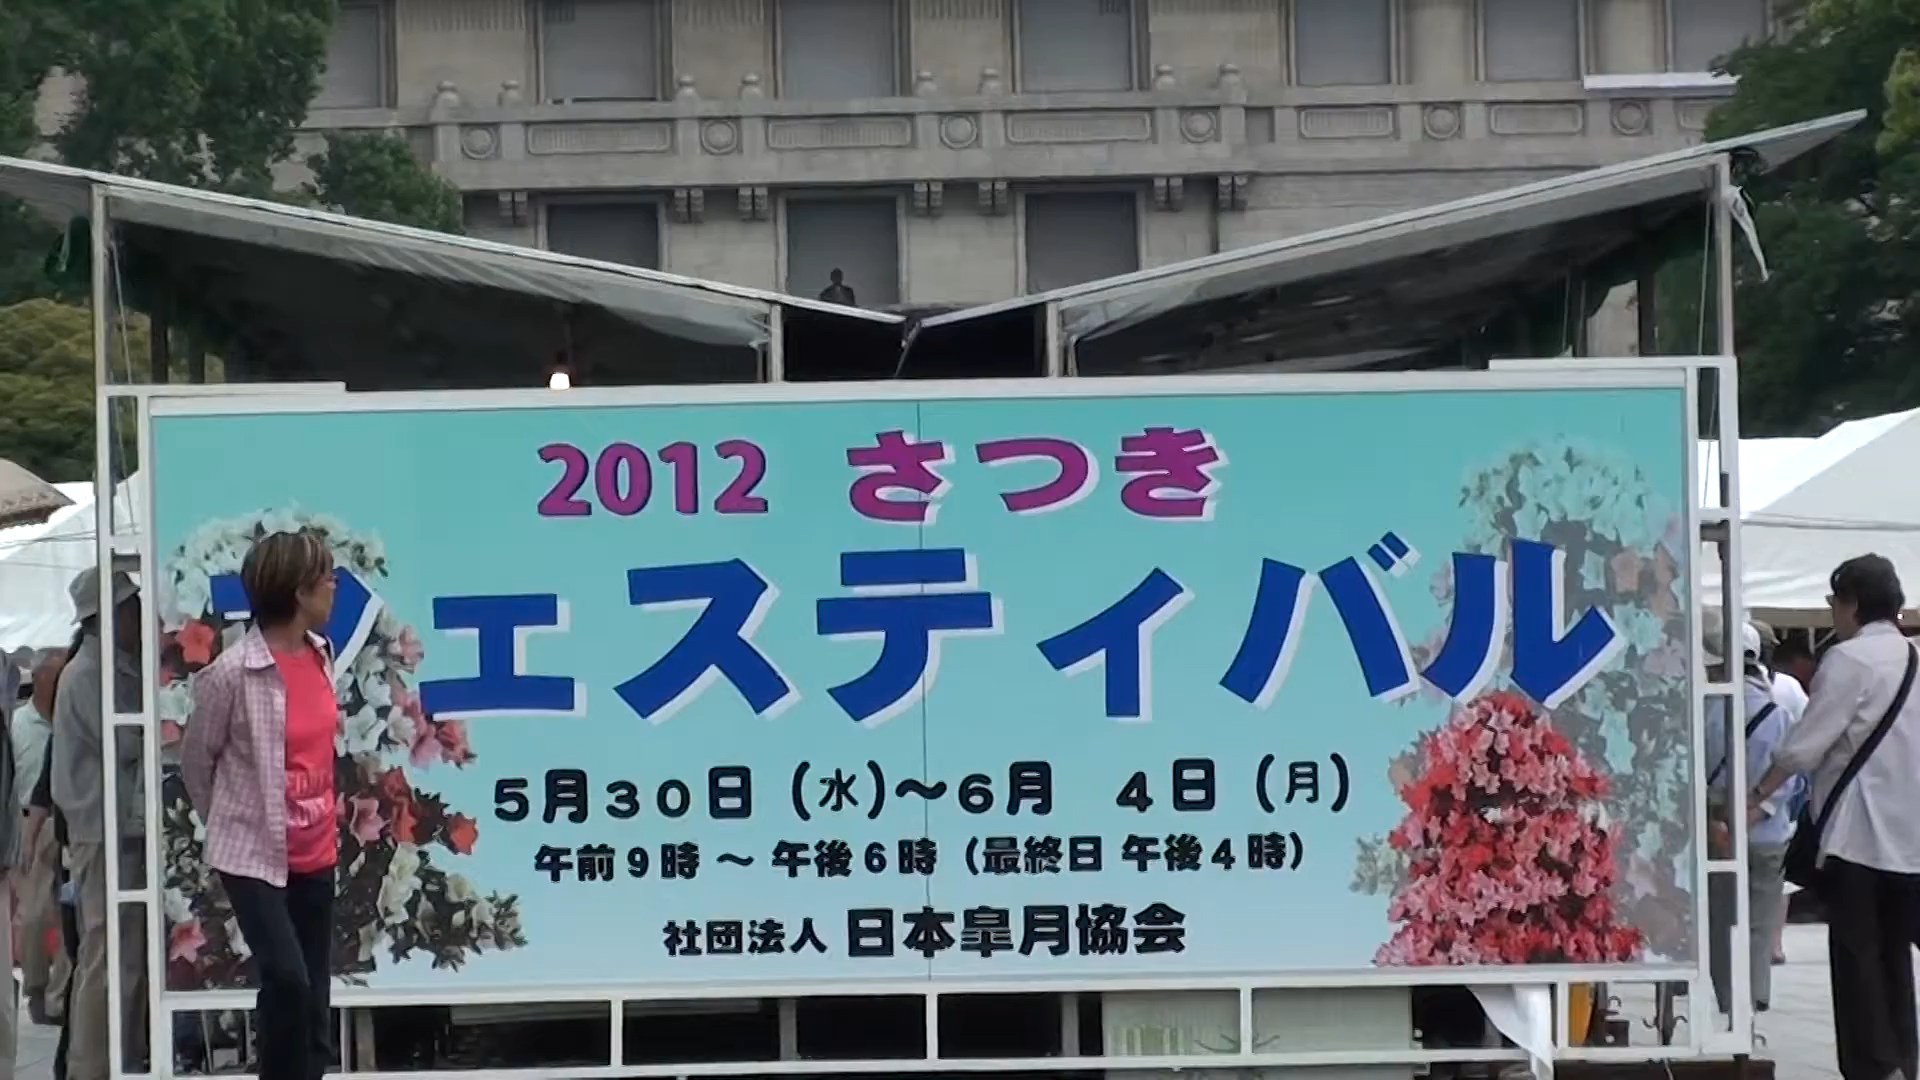 2012 さつき
フェスティバル
5月30日(水)～6月 4日(月)
午前9時～午後6時(最終日 午後4時)
社団法人 日本皐月協会